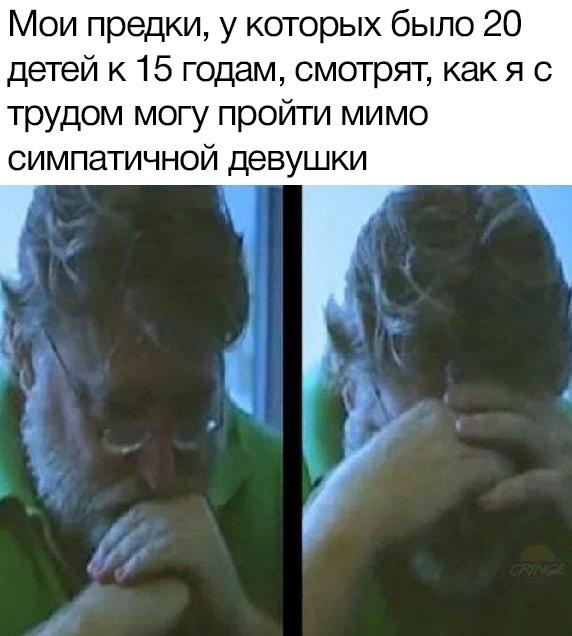 Мои предки, у которых было 20
детей к 15 годам, смотрят, как я с
трудом могу пройти мимо
симпатичной девушки
CRINGE